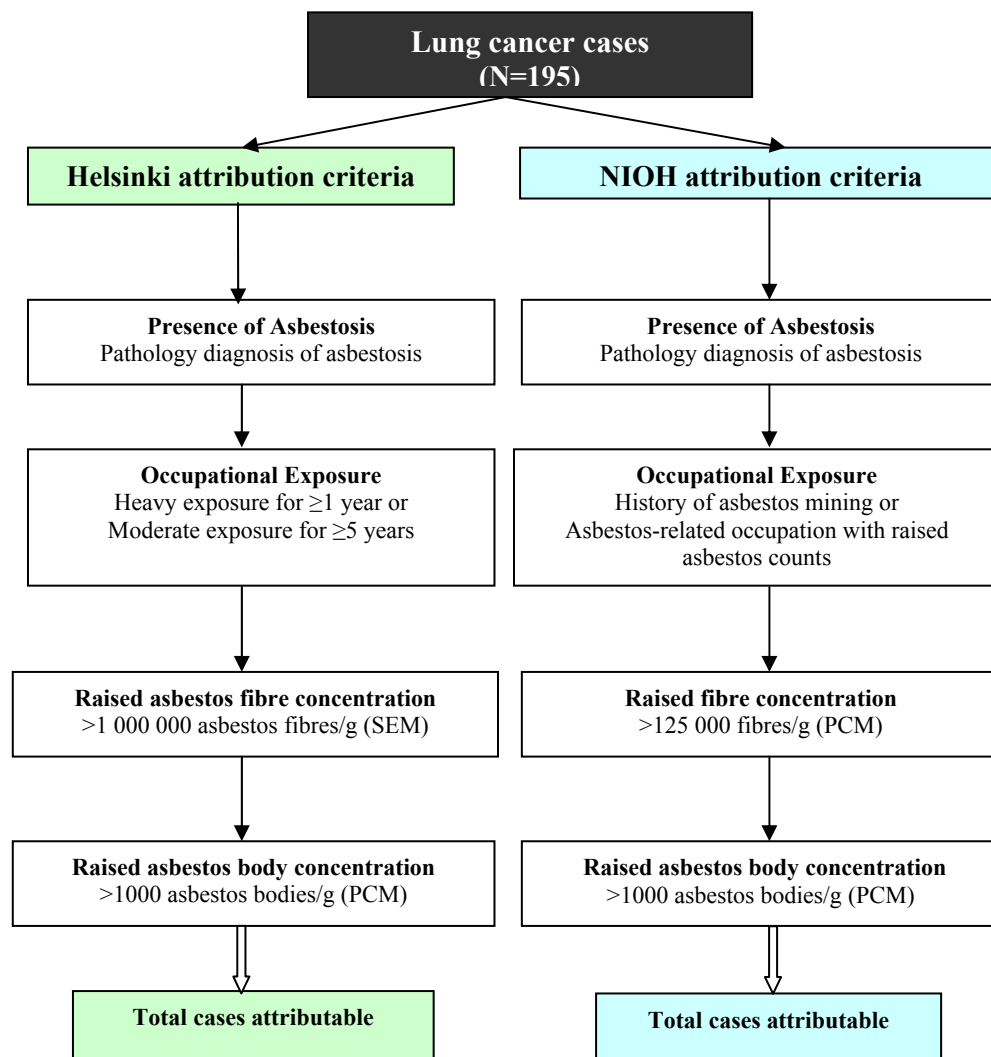 Lung cancer cases
(N=195)
Helsinki attribution criteria
NIOH attribution criteria
Presence of Asbestosis
Pathology diagnosis of asbestosis
Presence of Asbestosis
Pathology diagnosis of asbestosis
Occupational Exposure
Heavy exposure for ≥1 year or
Moderate exposure for ≥5 years
Occupational Exposure
History of asbestos mining or
Asbestos-related occupation with raised
asbestos counts
Raised asbestos fibre concentration
>1 000 000 asbestos fibres/g (SEM)
Raised fibre concentration
>125 000 fibres/g (PCM)
Raised asbestos body concentration
>1000 asbestos bodies/g (PCM)
Raised asbestos body concentration
>1000 asbestos bodies/g (PCM)
Total cases attributable
Total cases attributable